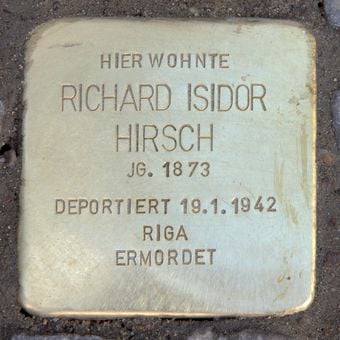 HIER WOHNTE
RICHARD ISIDOR
HIRSCH
JG. 1873
DEPORTIERT 19.1.1942
RIGA
ERMORDET